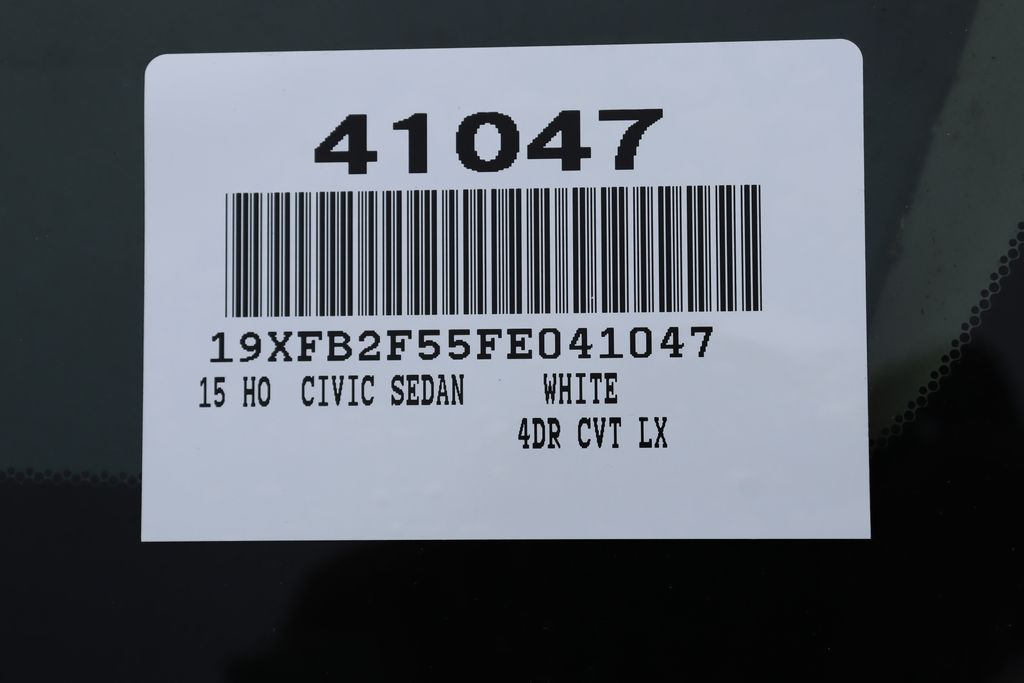 41047
19XFB2F55FE041047
15 HO CIVIC SEDAN WHITE
4DR CVT LX